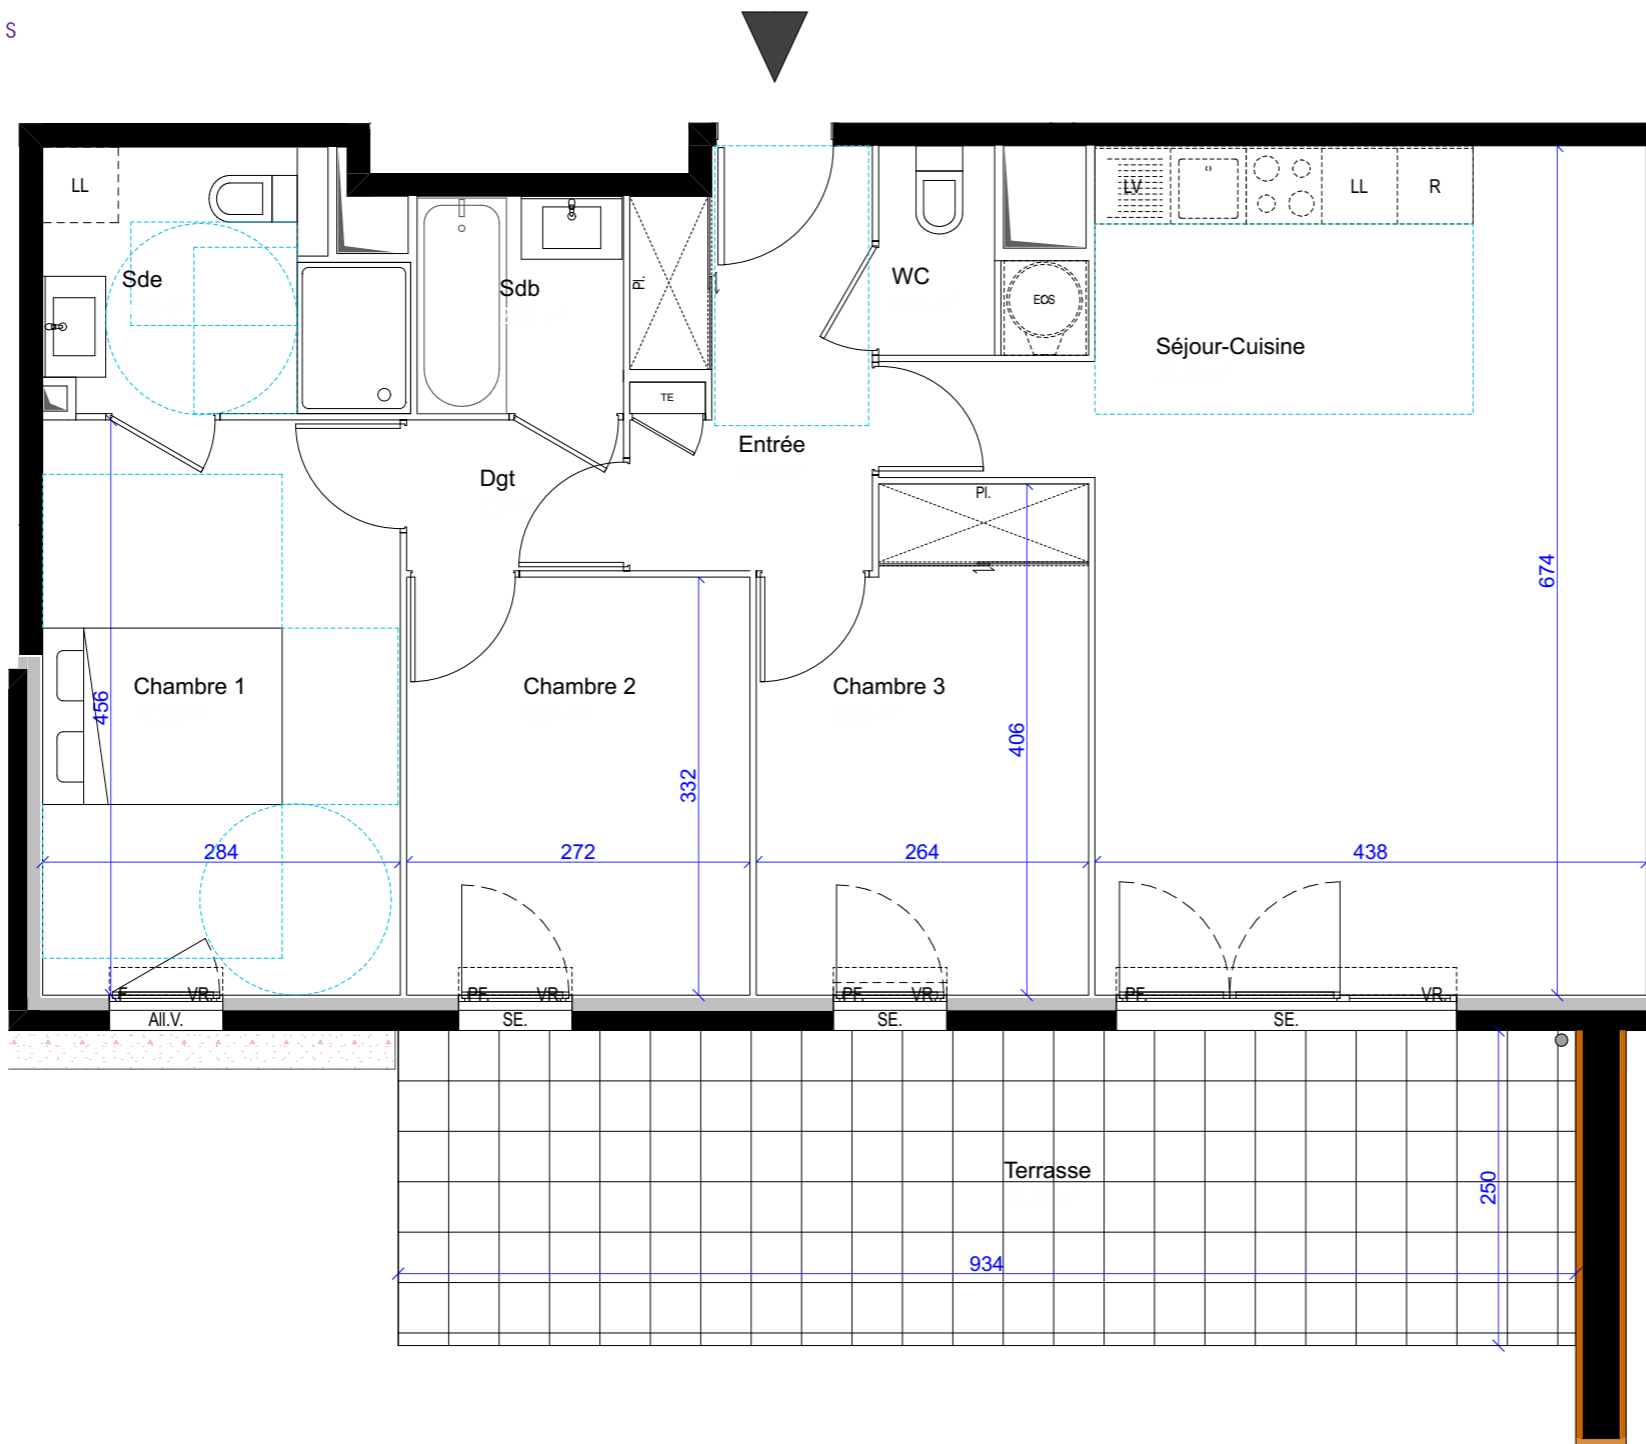 S
LL
LV
LL
R
Sde
Sdb
Pl.
WC
EOS
Séjour-Cuisine
TE
Entrée
Dgt
Pl.
674
Chambre 1
Chambre 2
Chambre 3
456
406
332
284
272
264
438
F.
VR.
PF.
VR.
PF.
VR.
PF.
VR.
All.V.
SE.
SE.
SE.
Terrasse
250
934